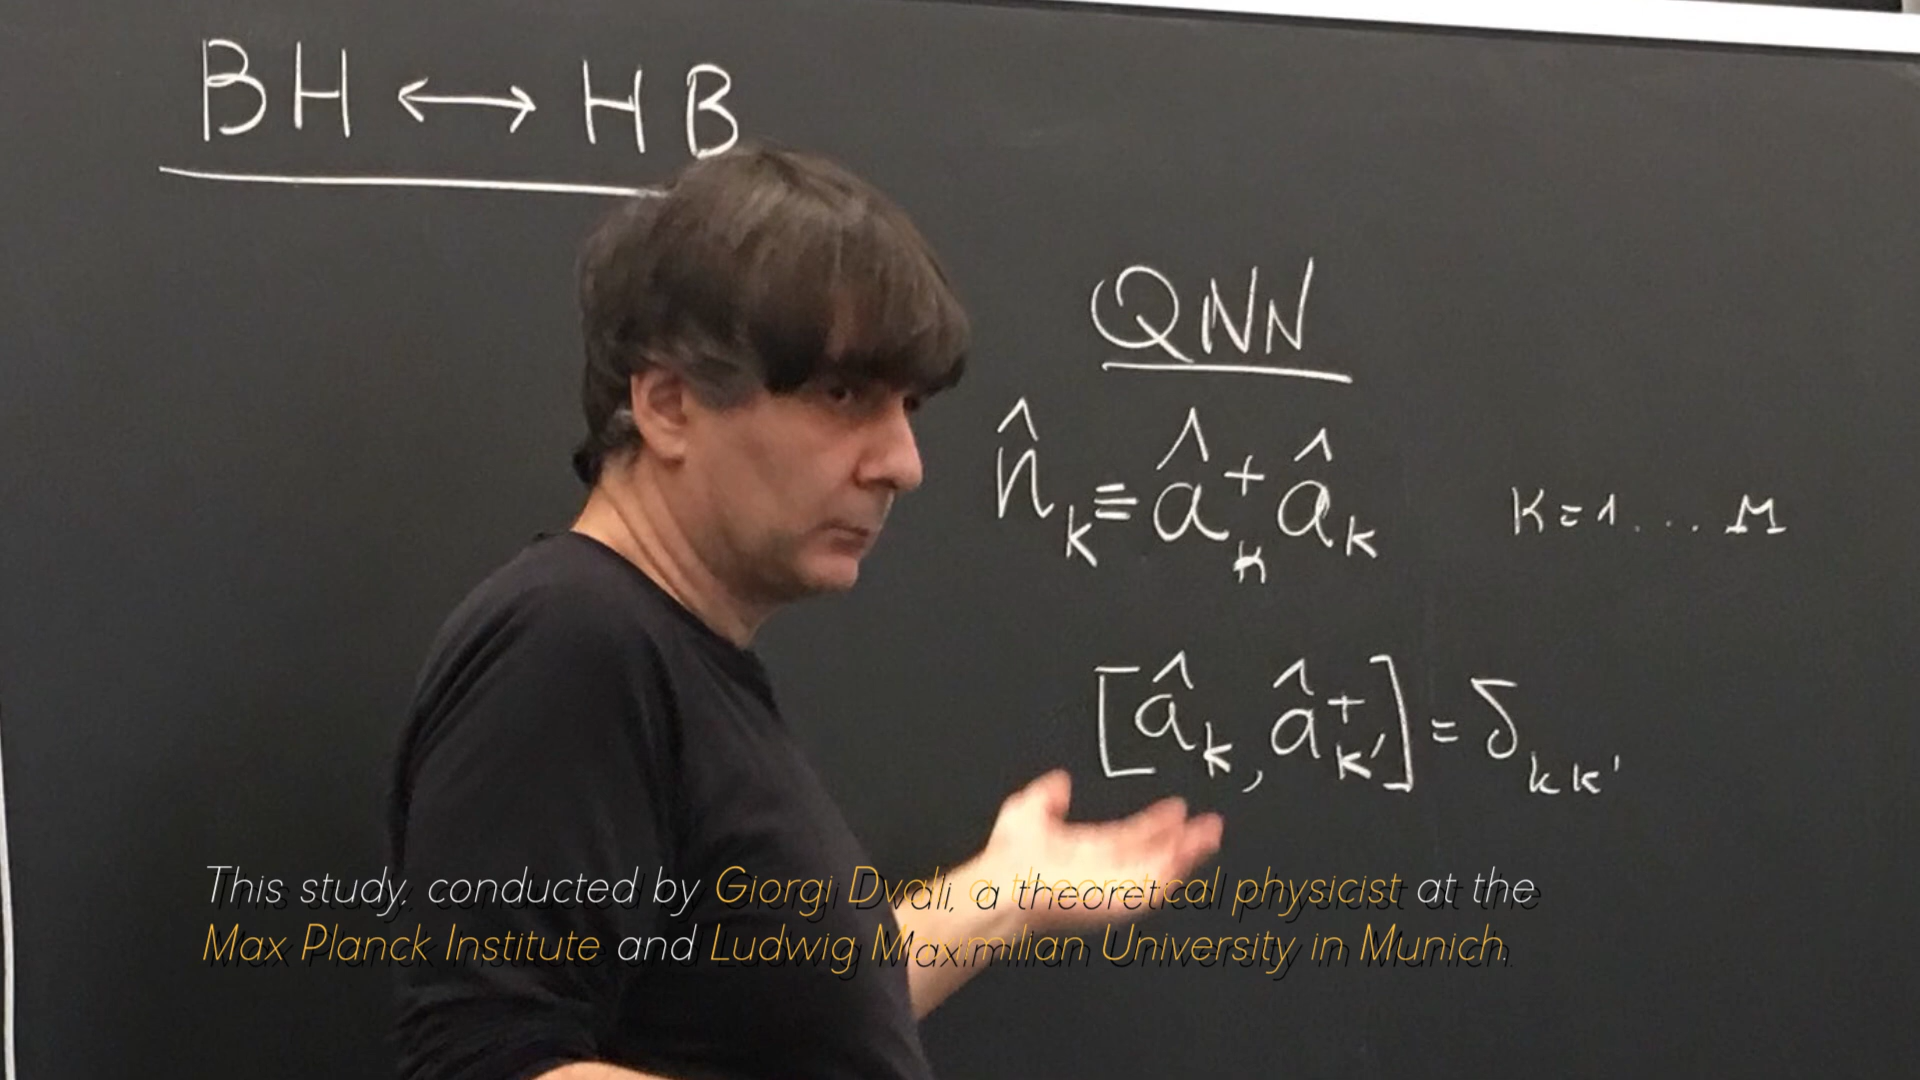 BH ↔ HB
QNN
n̂ₖ ≡ â⁺ₖ âₖ K = 1 .... M
[âₖ, â⁺ₖ′] = δₖₖ′
This study, conducted by Giorgi Dvali, a theoretical physicist at the
Max Planck Institute and Ludwig Maximilian University in Munich.